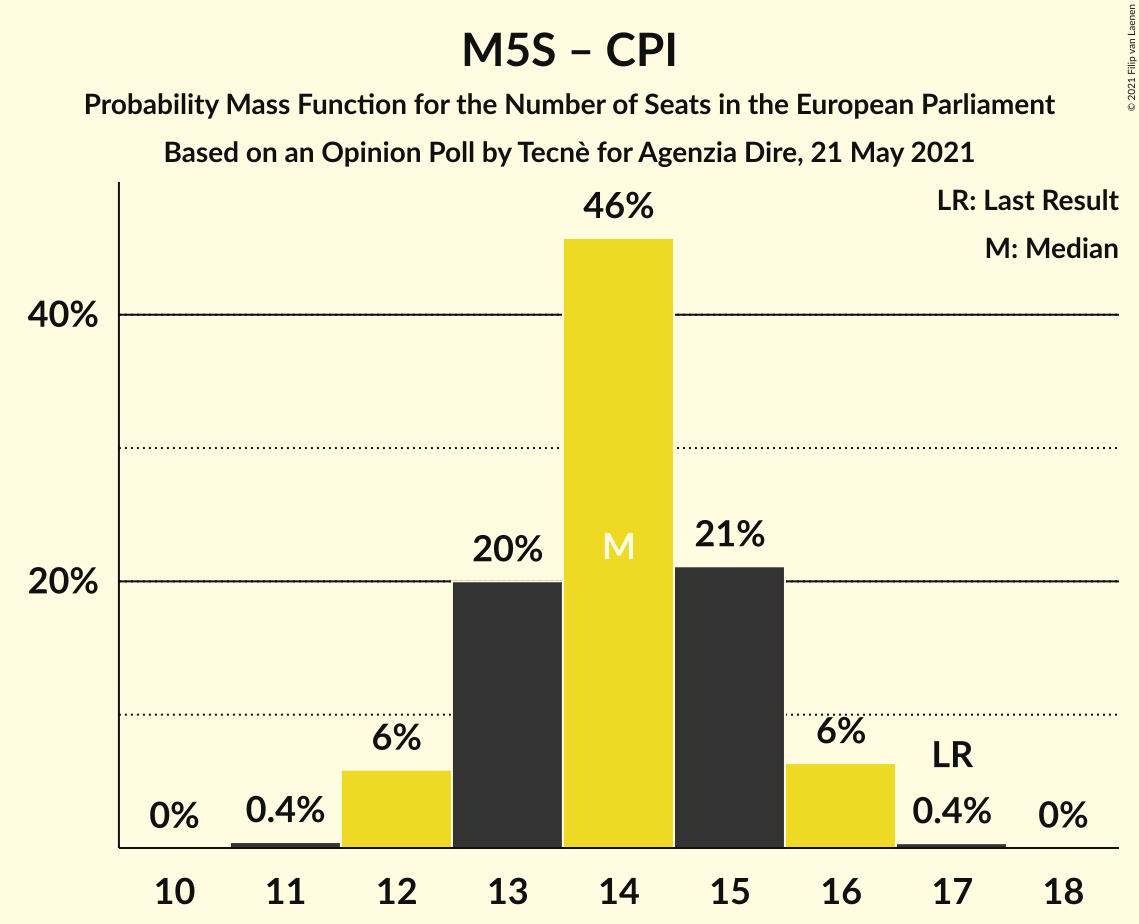 M5S – CPI
Probability Mass Function for the Number of Seats in the European Parliament
Based on an Opinion Poll by Tecnè for Agenzia Dire, 21 May 2021
© 2021 Filip van Laenen
LR: Last Result
M: Median
46%
40%
21%
20%
M
20%
6%
6%
LR
0%
0.4%
0.4%
0%
10 11 12 13 14 15 16 17 18